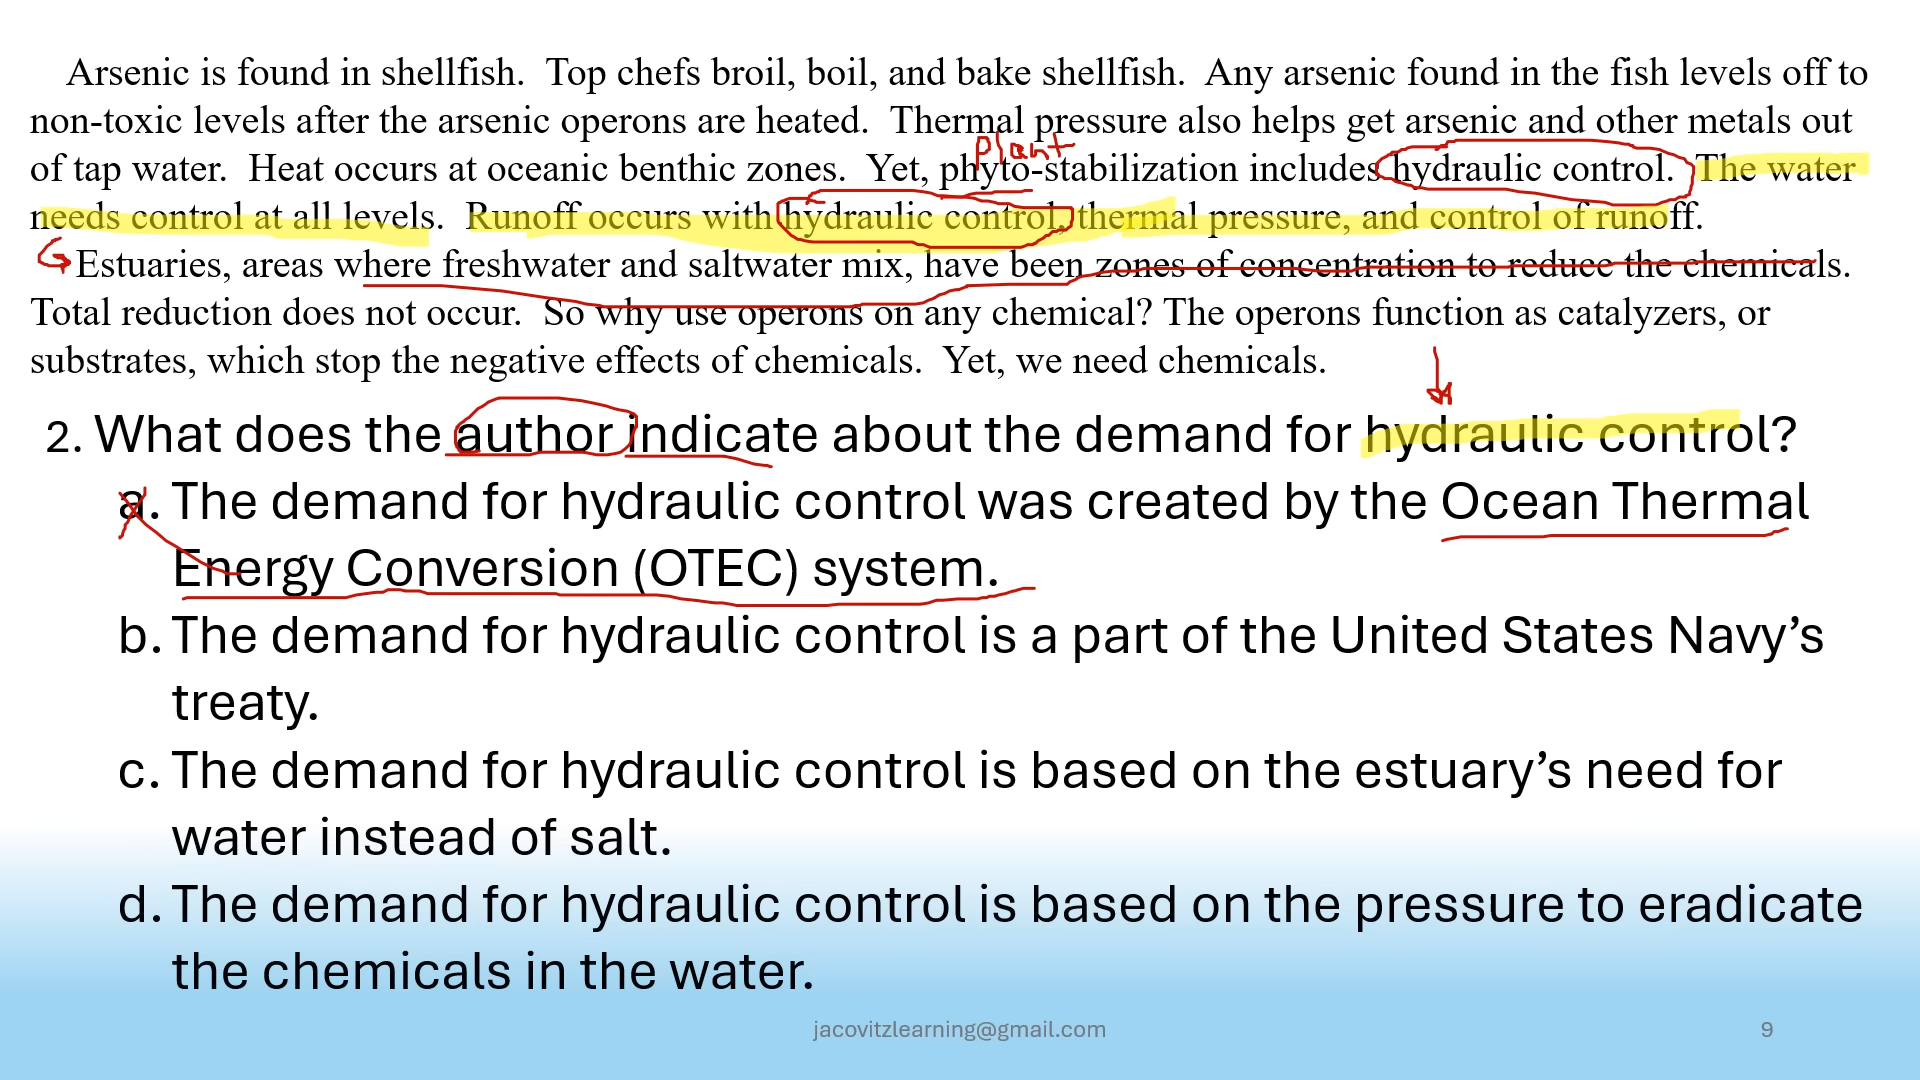 Arsenic is found in shellfish.  Top chefs broil, boil, and bake shellfish.  Any arsenic found in the fish levels off to
non-toxic levels after the arsenic operons are heated.  Thermal pressure also helps get arsenic and other metals out
plant
of tap water.  Heat occurs at oceanic benthic zones.  Yet, phyto-stabilization includes hydraulic control.  The water
needs control at all levels.  Runoff occurs with hydraulic control, thermal pressure, and control of runoff.
Estuaries, areas where freshwater and saltwater mix, have been zones of concentration to reduce the chemicals.
Total reduction does not occur.  So why use operons on any chemical? The operons function as catalyzers, or
substrates, which stop the negative effects of chemicals.  Yet, we need chemicals.
2. What does the author indicate about the demand for hydraulic control?
a. The demand for hydraulic control was created by the Ocean Thermal
Energy Conversion (OTEC) system.
b. The demand for hydraulic control is a part of the United States Navy’s
treaty.
c. The demand for hydraulic control is based on the estuary’s need for
water instead of salt.
d. The demand for hydraulic control is based on the pressure to eradicate
the chemicals in the water.
jacovitzlearning@gmail.com
9